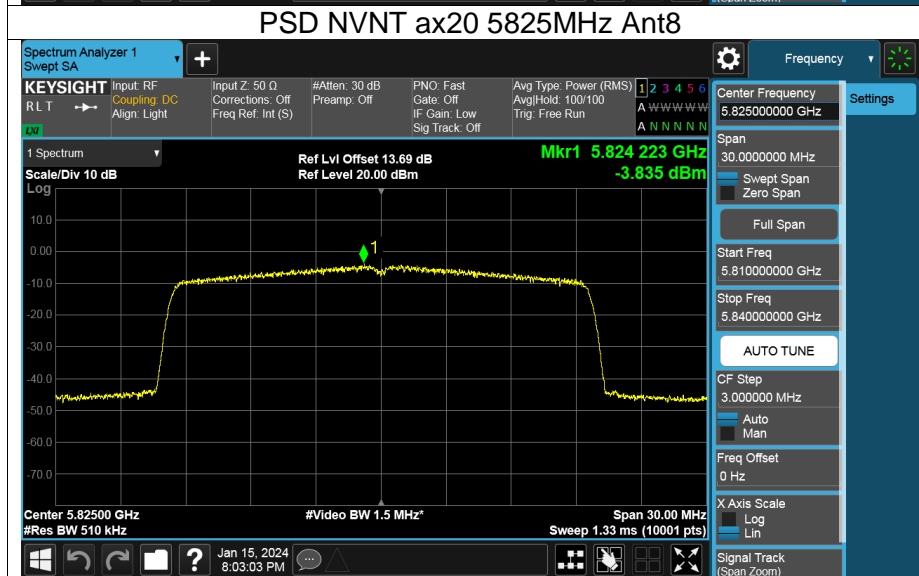 (Span Zoom)
PSD NVNT ax20 5825MHz Ant8
Spectrum Analyzer 1
Swept SA
+
Frequency
KEYSIGHT
RLT
LXI
Input: RF
Coupling: DC
Align: Light
Input Z: 50 Ω
Corrections: Off
Freq Ref: Int (S)
#Atten: 30 dB
Preamp: Off
PNO: Fast
Gate: Off
IF Gain: Low
Sig Track: Off
Avg Type: Power (RMS)
Avg|Hold: 100/100
Trig: Free Run
1 2 3 4 5 6
A W W W W W
A N N N N N
1 Spectrum
Scale/Div 10 dB
Log
Ref Lvl Offset 13.69 dB
Ref Level 20.00 dBm
Mkr1 5.824 223 GHz
-3.835 dBm
10.0
0.00
-10.0
-20.0
-30.0
-40.0
-50.0
-60.0
-70.0
1
Center 5.82500 GHz
#Res BW 510 kHz
#Video BW 1.5 MHz*
Span 30.00 MHz
Sweep 1.33 ms (10001 pts)
Center Frequency
5.825000000 GHz
Settings
Span
30.0000000 MHz
Swept Span
Zero Span
Full Span
Start Freq
5.810000000 GHz
Stop Freq
5.840000000 GHz
AUTO TUNE
CF Step
3.000000 MHz
Auto
Man
Freq Offset
0 Hz
X Axis Scale
Log
Lin
Signal Track
(Span Zoom)
?
Jan 15, 2024
8:03:03 PM